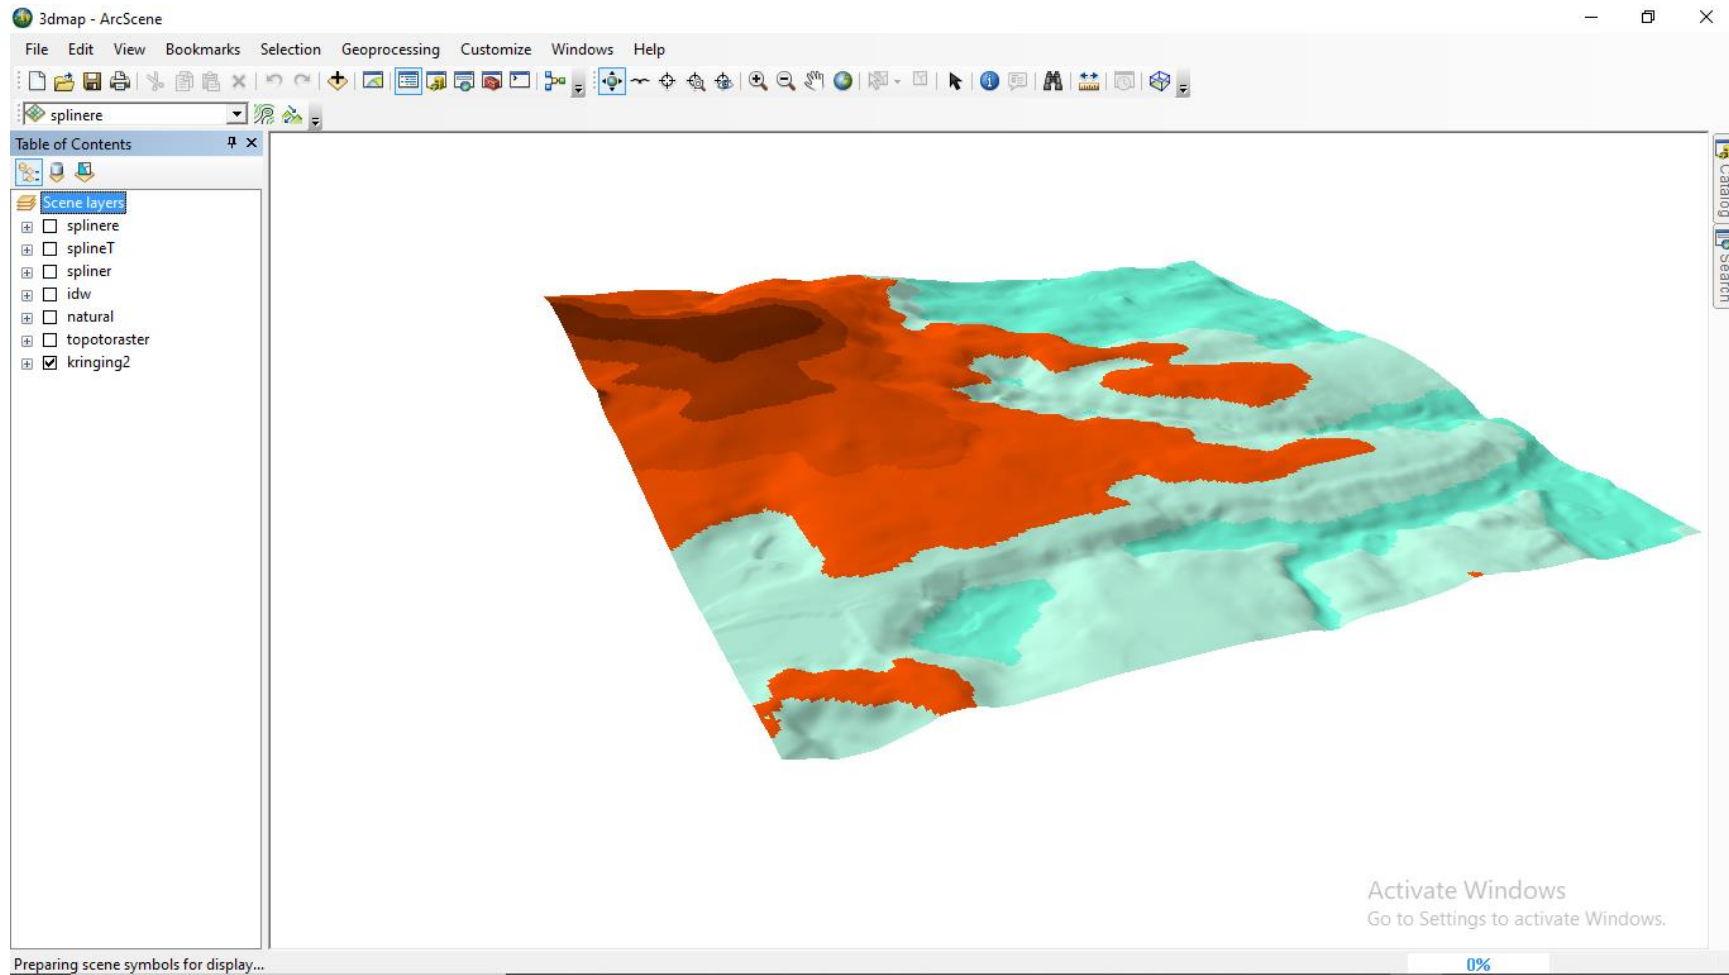 3dmap - ArcScene
File Edit View Bookmarks Selection Geoprocessing Customize Windows Help
splinere
Table of Contents
Scene layers
splinere
splineT
spliner
idw
natural
topotoraster
kringing2
Catalog
Search
Activate Windows
Go to Settings to activate Windows.
Preparing scene symbols for display...
0%